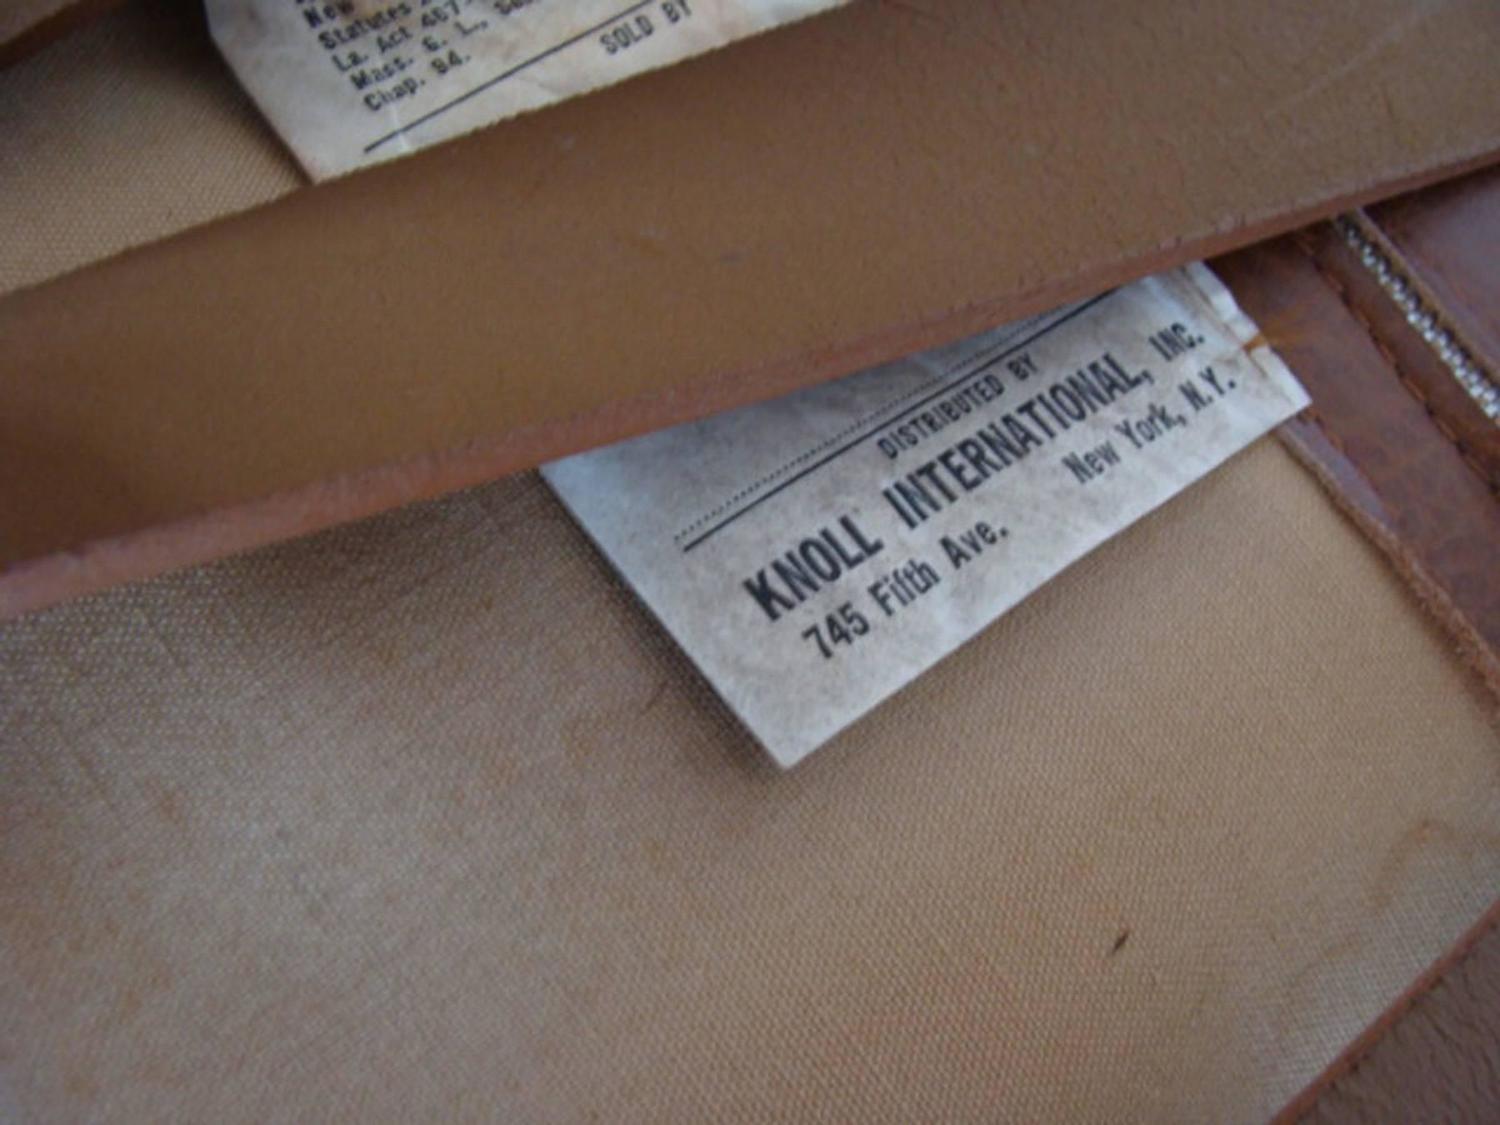 New
Statutes
La. Act 467
Mass. G. L.,
Chap. 94.
SOLD BY
DISTRIBUTED BY
KNOLL INTERNATIONAL, INC.
745 Fifth Ave. New York, N.Y.